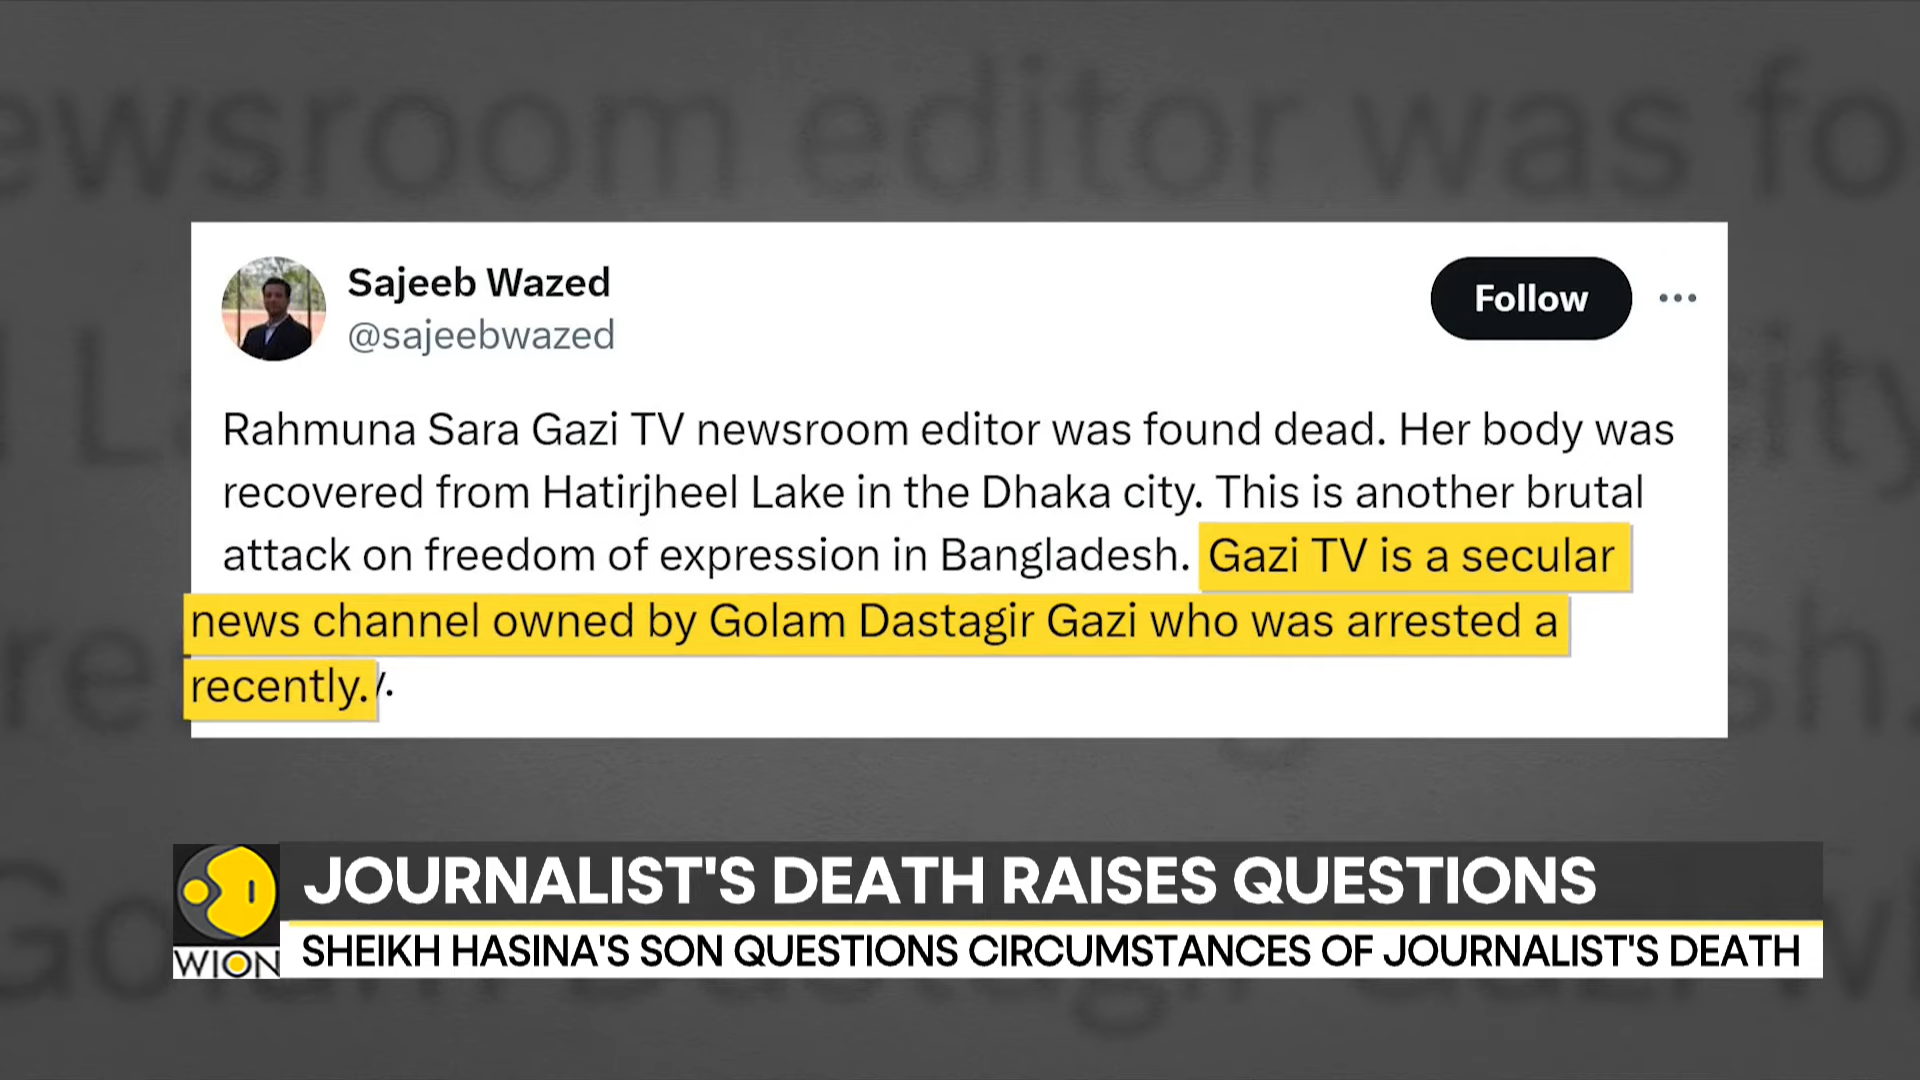 Sajeeb Wazed
@sajeebwazed
Follow
Rahmuna Sara Gazi TV newsroom editor was found dead. Her body was
recovered from Hatirjheel Lake in the Dhaka city. This is another brutal
attack on freedom of expression in Bangladesh. Gazi TV is a secular
news channel owned by Golam Dastagir Gazi who was arrested a
recently.
JOURNALIST'S DEATH RAISES QUESTIONS
SHEIKH HASINA'S SON QUESTIONS CIRCUMSTANCES OF JOURNALIST'S DEATH
WION